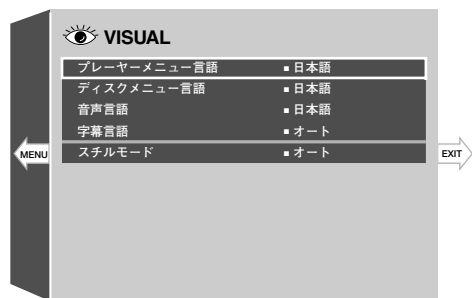 VISUAL
プレーヤーメニュー言語 ■ 日本語
ディスクメニュー言語 ■ 日本語
音声言語 ■ 日本語
字幕言語 ■ オート
MENU
スチルモード ■ オート
EXIT